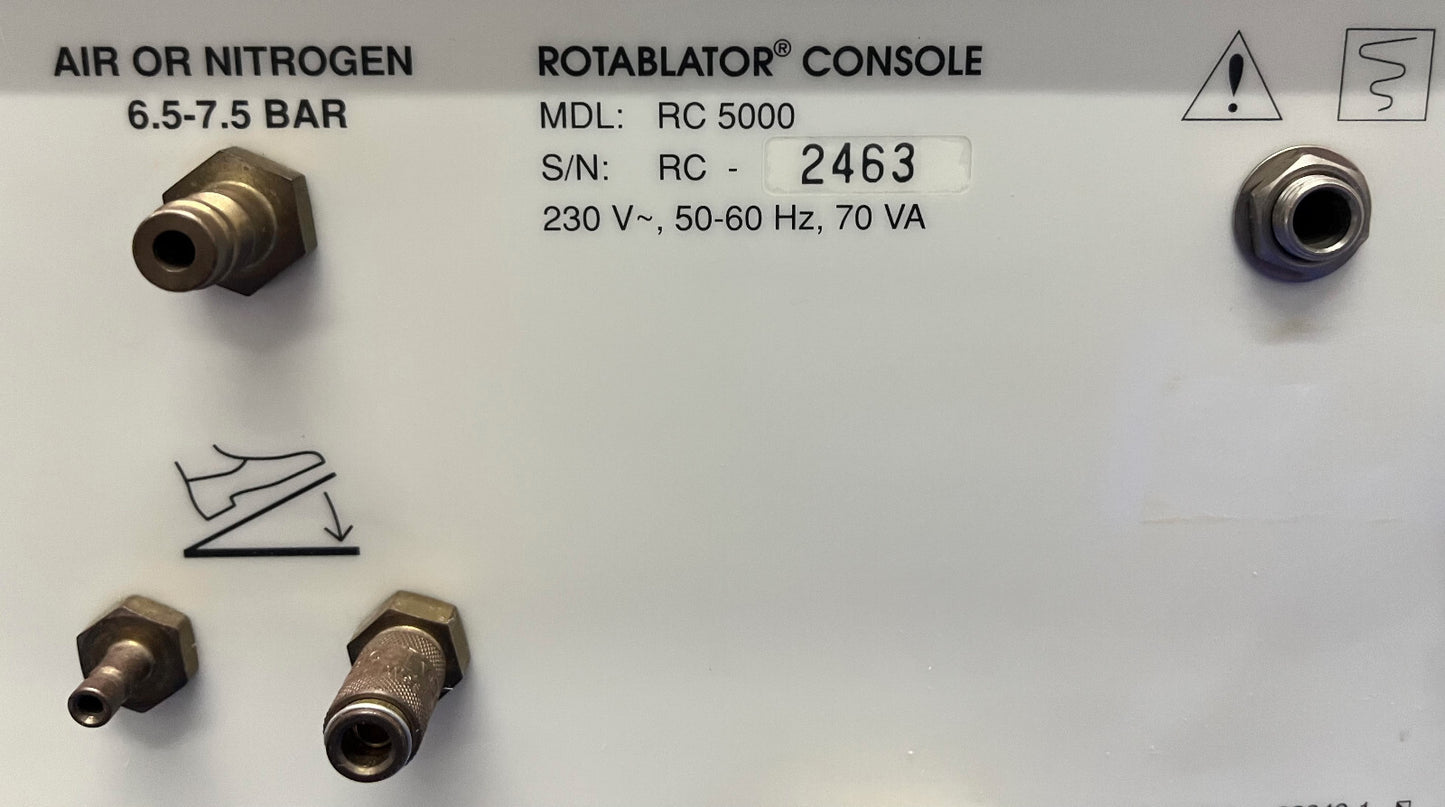 AIR OR NITROGEN
6.5-7.5 BAR
ROTABLATOR® CONSOLE
MDL: RC 5000
S/N: RC - 2463
230 V~, 50-60 Hz, 70 VA